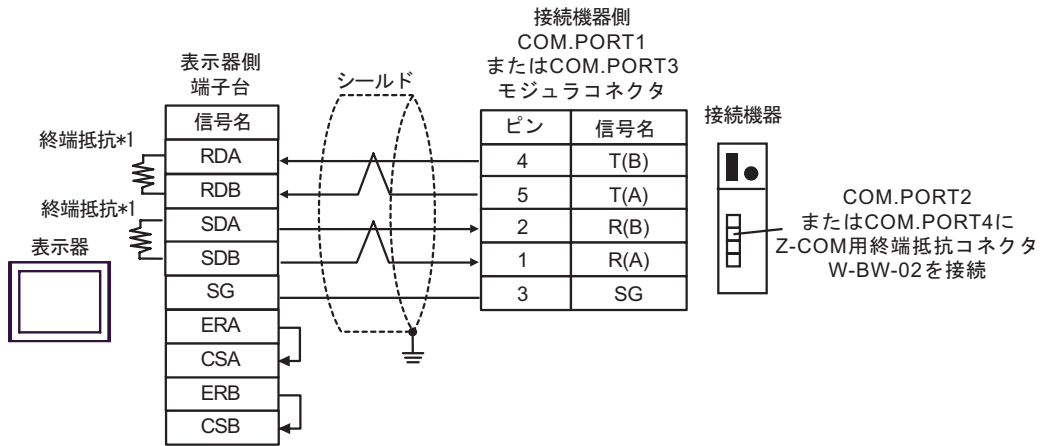 接続機器側
COM.PORT1
またはCOM.PORT3
モジュラコネクタ
表示器側
端子台
シールド
接続機器
信号名
ピン 信号名
終端抵抗*1
RDA 4 T(B)
RDB 5 T(A)
終端抵抗*1
SDA 2 R(B)
SDB 1 R(A)
表示器
SG 3 SG
ERA
CSA
ERB
CSB
COM.PORT2
またはCOM.PORT4に
Z-COM用終端抵抗コネクタ
W-BW-02を接続